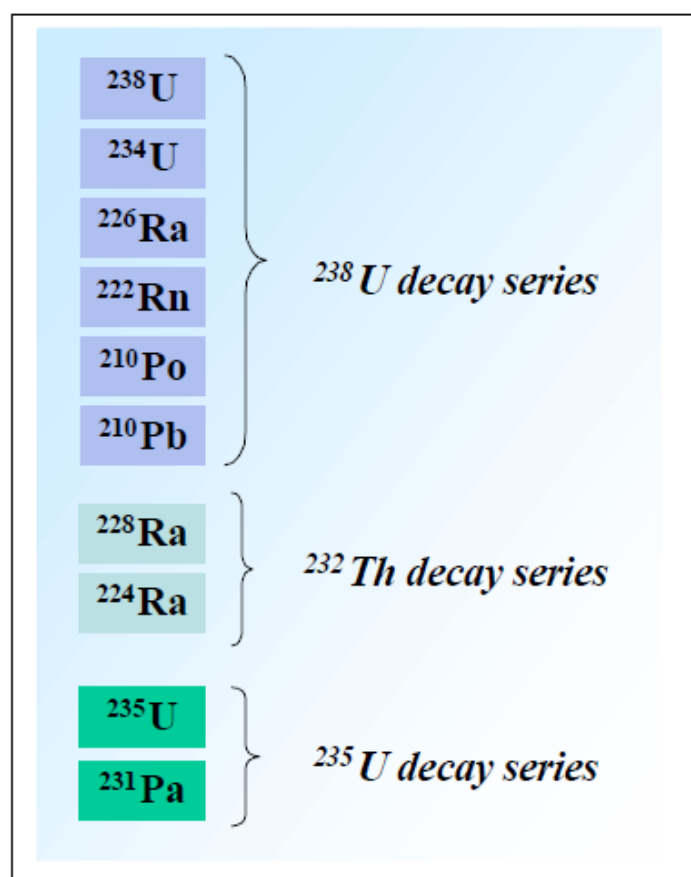 ²³⁸U
²³⁴U
²²⁶Ra
²²²Rn
²¹⁰Po
²¹⁰Pb
²³⁸U decay series
²²⁸Ra
²²⁴Ra
²³²Th decay series
²³⁵U
²³¹Pa
²³⁵U decay series